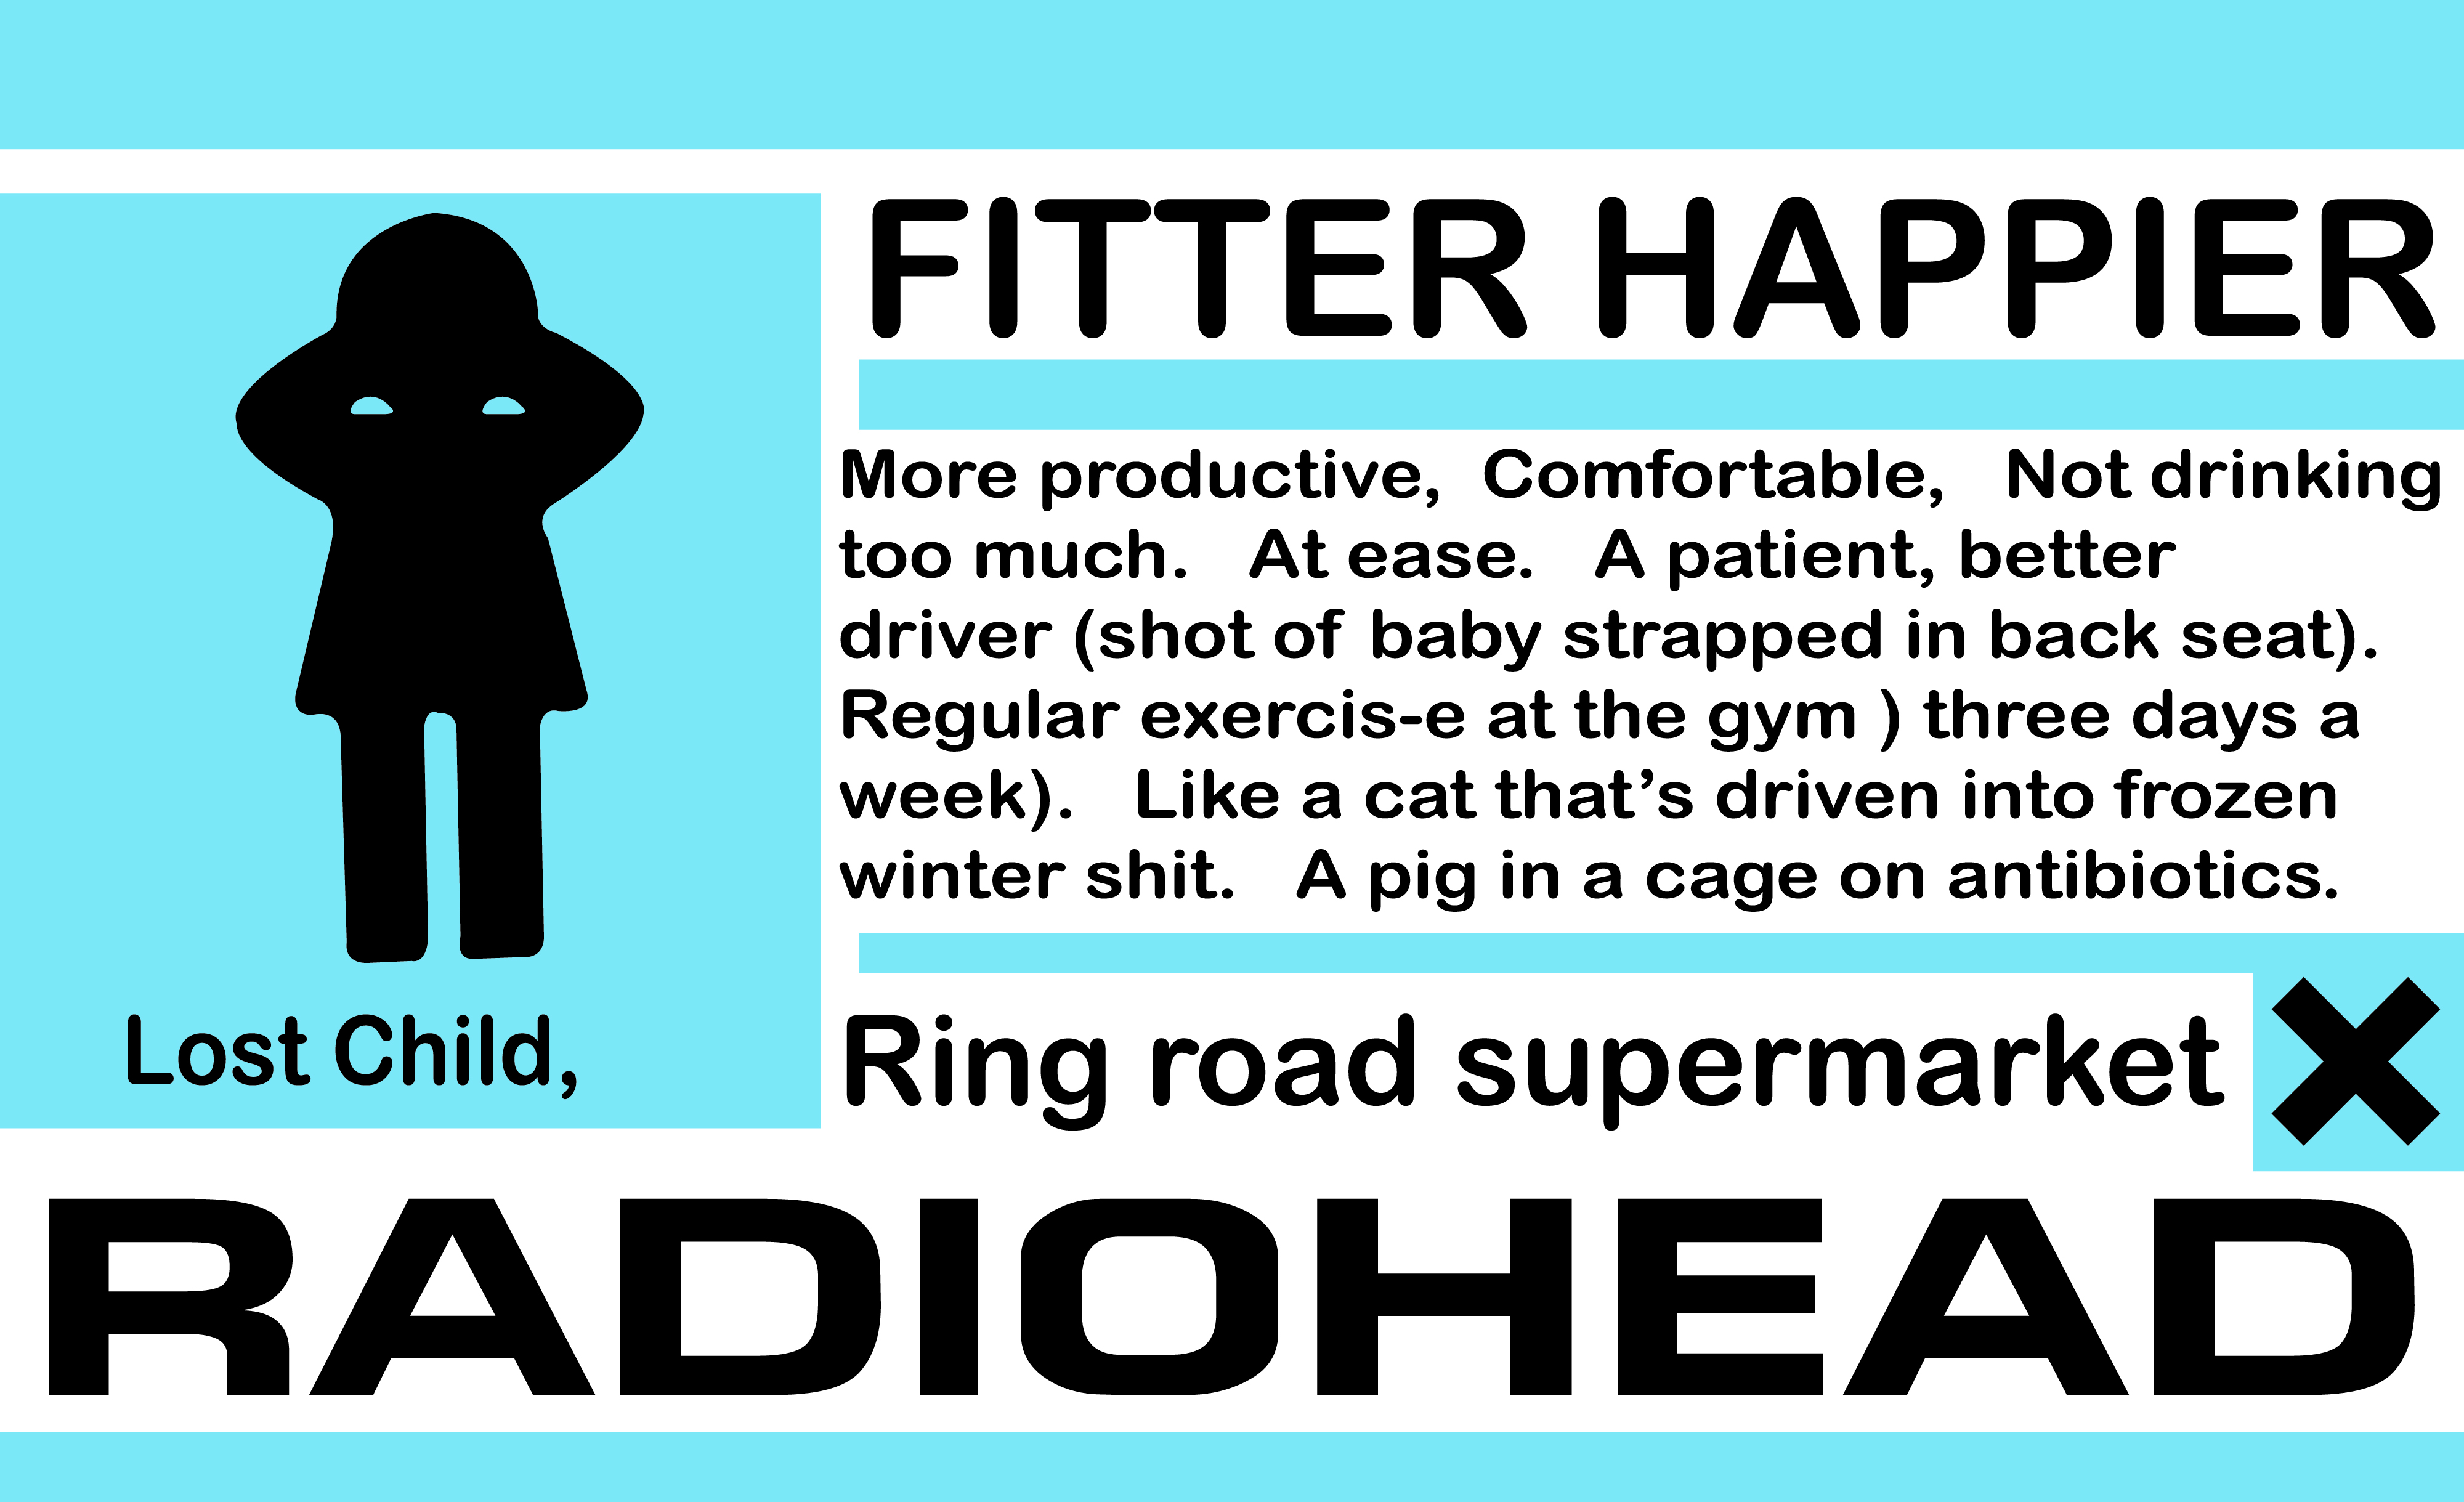 FITTER HAPPIER
More productive, Comfortable, Not drinking
too much. At ease. A patient, better
driver (shot of baby strapped in back seat).
Regular exercis-e at the gym ) three days a
week). Like a cat that’s driven into frozen
winter shit. A pig in a cage on antibiotics.
Lost Child,
Ring road supermarket
RADIOHEAD